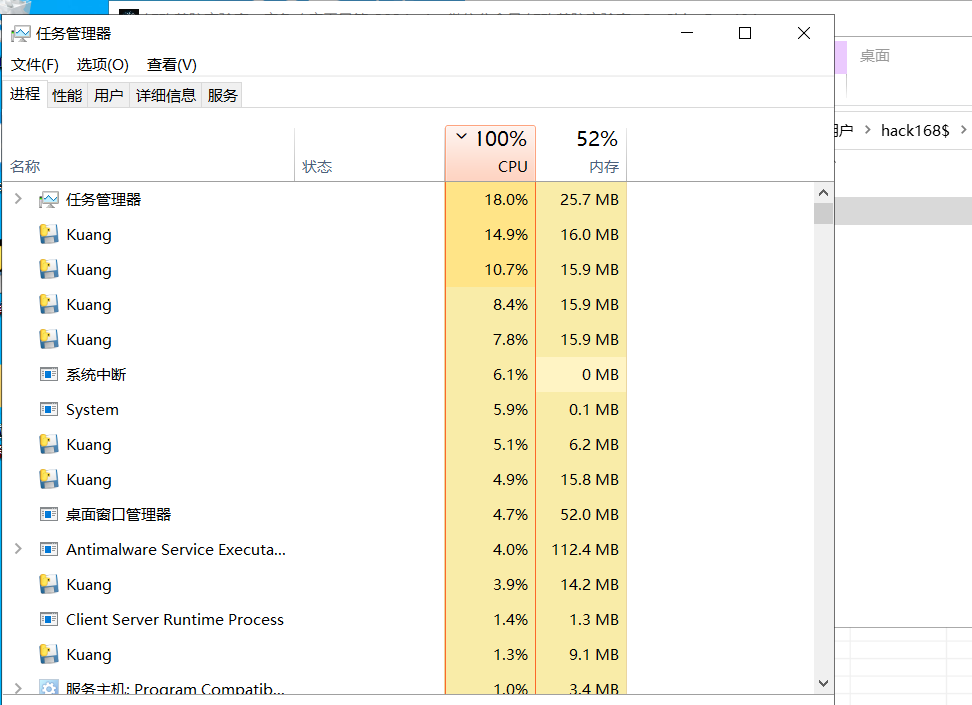 任务管理器
文件(F) 选项(O) 查看(V)
桌面
进程 性能 用户 详细信息 服务
hack168$
100% 52%
名称 状态 CPU 内存
任务管理器 18.0% 25.7 MB
Kuang 14.9% 16.0 MB
Kuang 10.7% 15.9 MB
Kuang 8.4% 15.9 MB
Kuang 7.8% 15.9 MB
系统中断 6.1% 0 MB
System 5.9% 0.1 MB
Kuang 5.1% 6.2 MB
Kuang 4.9% 15.8 MB
桌面窗口管理器 4.7% 52.0 MB
Antimalware Service Executa... 4.0% 112.4 MB
Kuang 3.9% 14.2 MB
Client Server Runtime Process 1.4% 1.3 MB
Kuang 1.3% 9.1 MB
服务主机: Program Compatib... 1.0% 3.4 MB